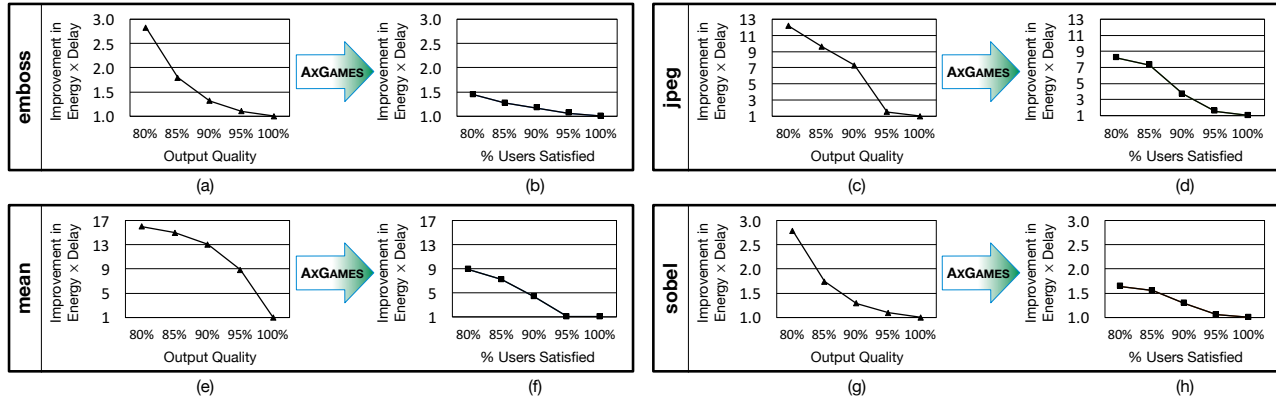 emboss
Improvement in
Energy × Delay
3.0
2.5
2.0
1.5
1.0
80% 85% 90% 95% 100%
Output Quality
(a)
AXGAMES
Improvement in
Energy × Delay
3.0
2.5
2.0
1.5
1.0
80% 85% 90% 95% 100%
% Users Satisfied
(b)
jpeg
Improvement in
Energy × Delay
13
11
9
7
5
3
1
80% 85% 90% 95% 100%
Output Quality
(c)
AXGAMES
Improvement in
Energy × Delay
13
11
9
7
5
3
1
80% 85% 90% 95% 100%
% Users Satisfied
(d)
mean
Improvement in
Energy × Delay
17
13
9
5
1
80% 85% 90% 95% 100%
Output Quality
(e)
AXGAMES
Improvement in
Energy × Delay
17
13
9
5
1
80% 85% 90% 95% 100%
% Users Satisfied
(f)
sobel
Improvement in
Energy × Delay
3.0
2.5
2.0
1.5
1.0
80% 85% 90% 95% 100%
Output Quality
(g)
AXGAMES
Improvement in
Energy × Delay
3.0
2.5
2.0
1.5
1.0
80% 85% 90% 95% 100%
% Users Satisfied
(h)